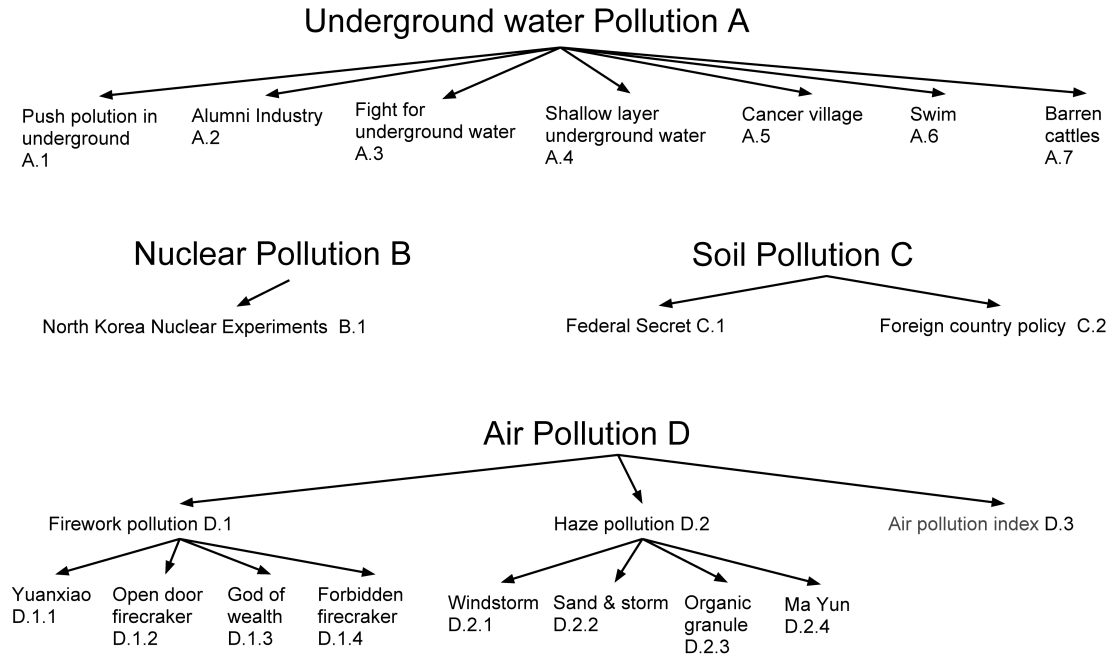 Underground water Pollution A
Push polution in
underground
A.1
Alumni Industry
A.2
Fight for
underground water
A.3
Shallow layer
underground water
A.4
Cancer village
A.5
Swim
A.6
Barren
cattles
A.7
Nuclear Pollution B
North Korea Nuclear Experiments B.1
Soil Pollution C
Federal Secret C.1
Foreign country policy C.2
Air Pollution D
Firework pollution D.1
Haze pollution D.2
Air pollution index D.3
Yuanxiao
D.1.1
Open door
firecraker
D.1.2
God of
wealth
D.1.3
Forbidden
firecraker
D.1.4
Windstorm
D.2.1
Sand & storm
D.2.2
Organic
granule
D.2.3
Ma Yun
D.2.4